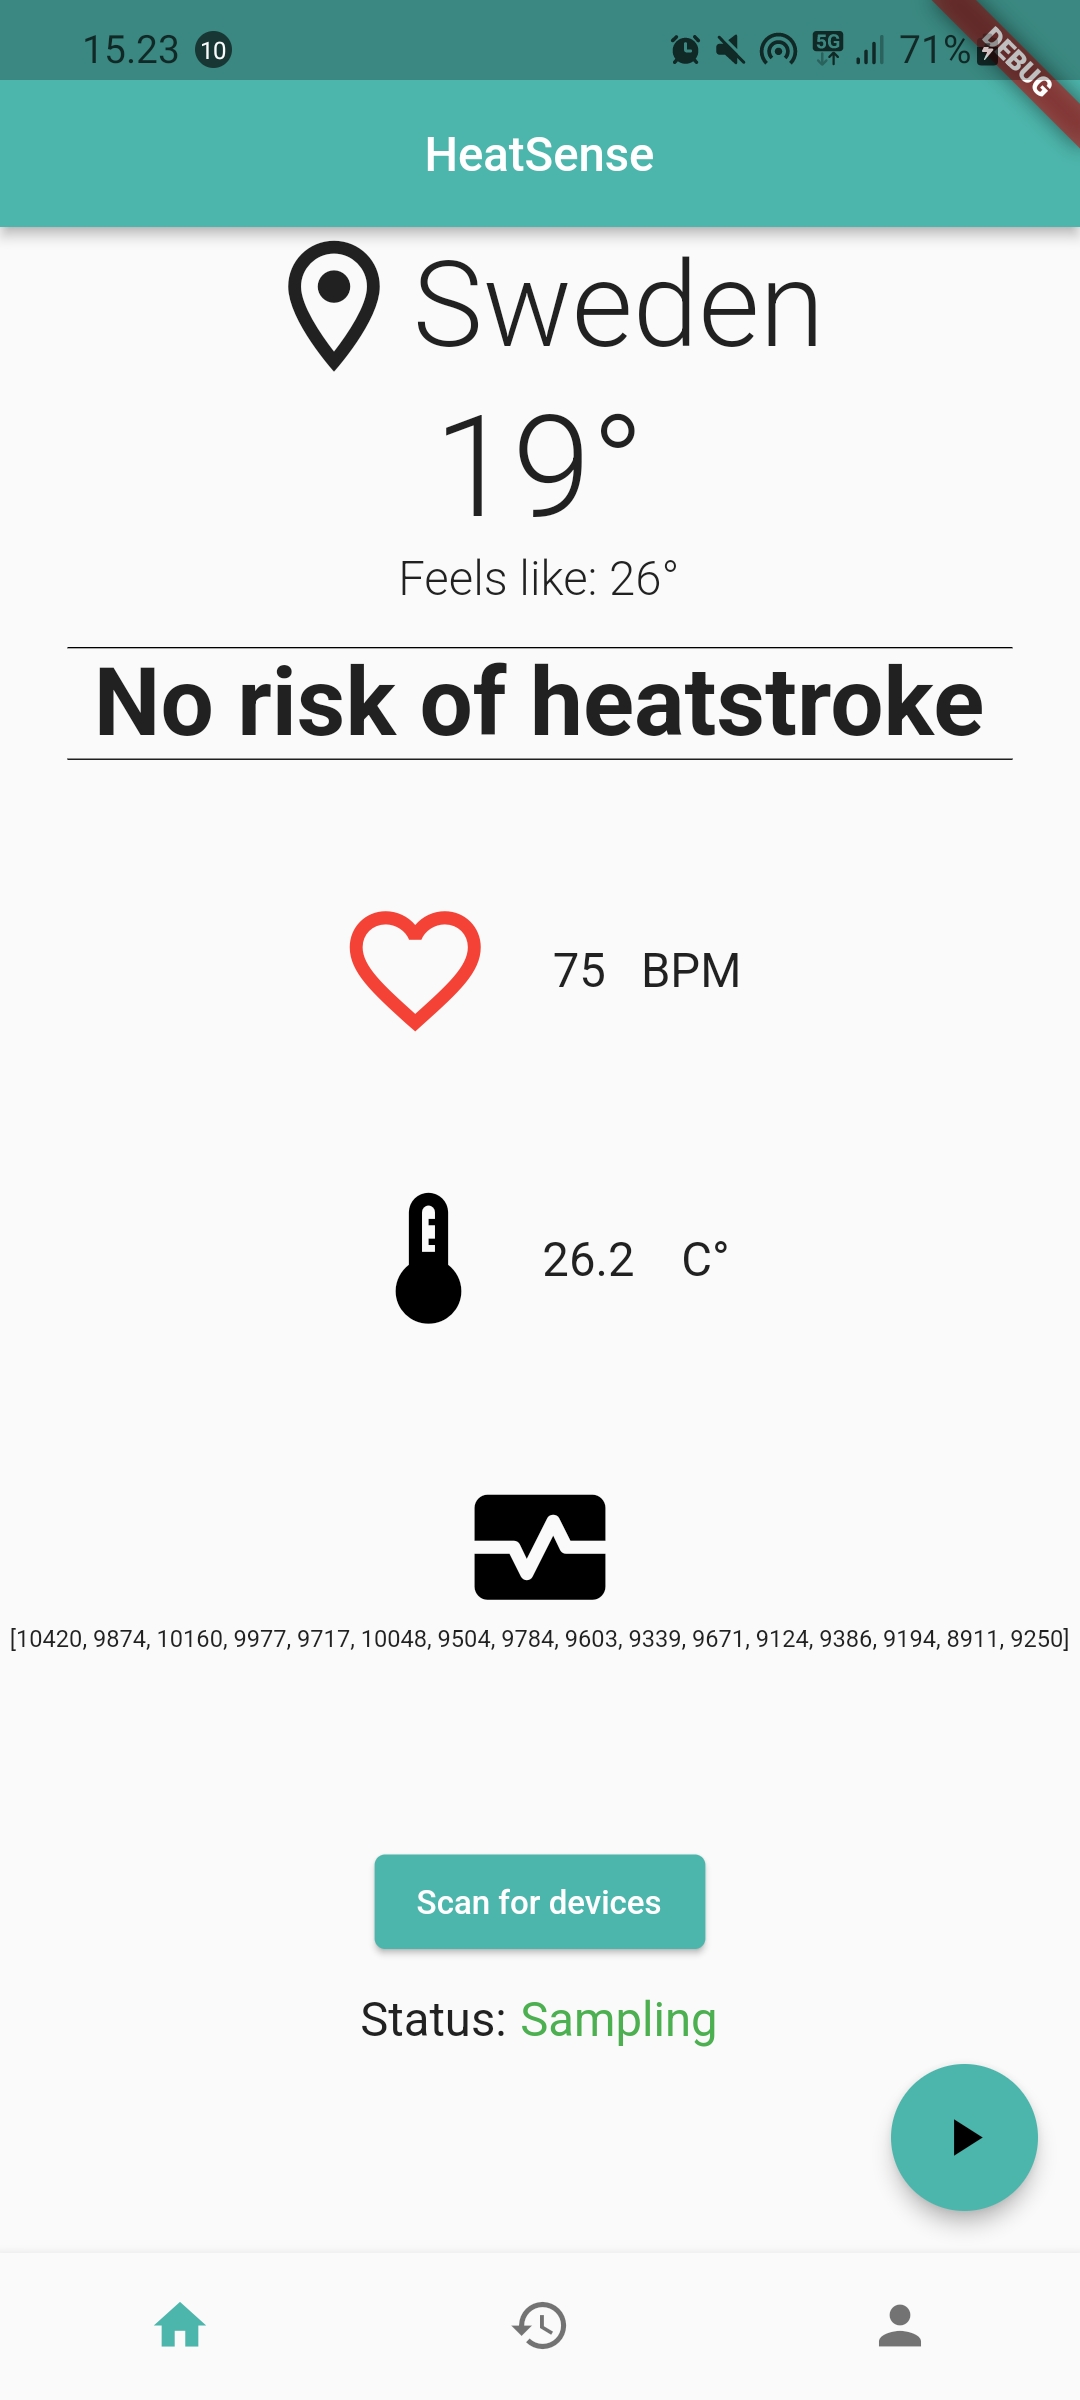 15.23 10 5G 71%
DEBUG
HeatSense
Sweden
19°
Feels like: 26°
No risk of heatstroke
75 BPM
26.2 C°
[10420, 9874, 10160, 9977, 9717, 10048, 9504, 9784, 9603, 9339, 9671, 9124, 9386, 9194, 8911, 9250]
Scan for devices
Status: Sampling